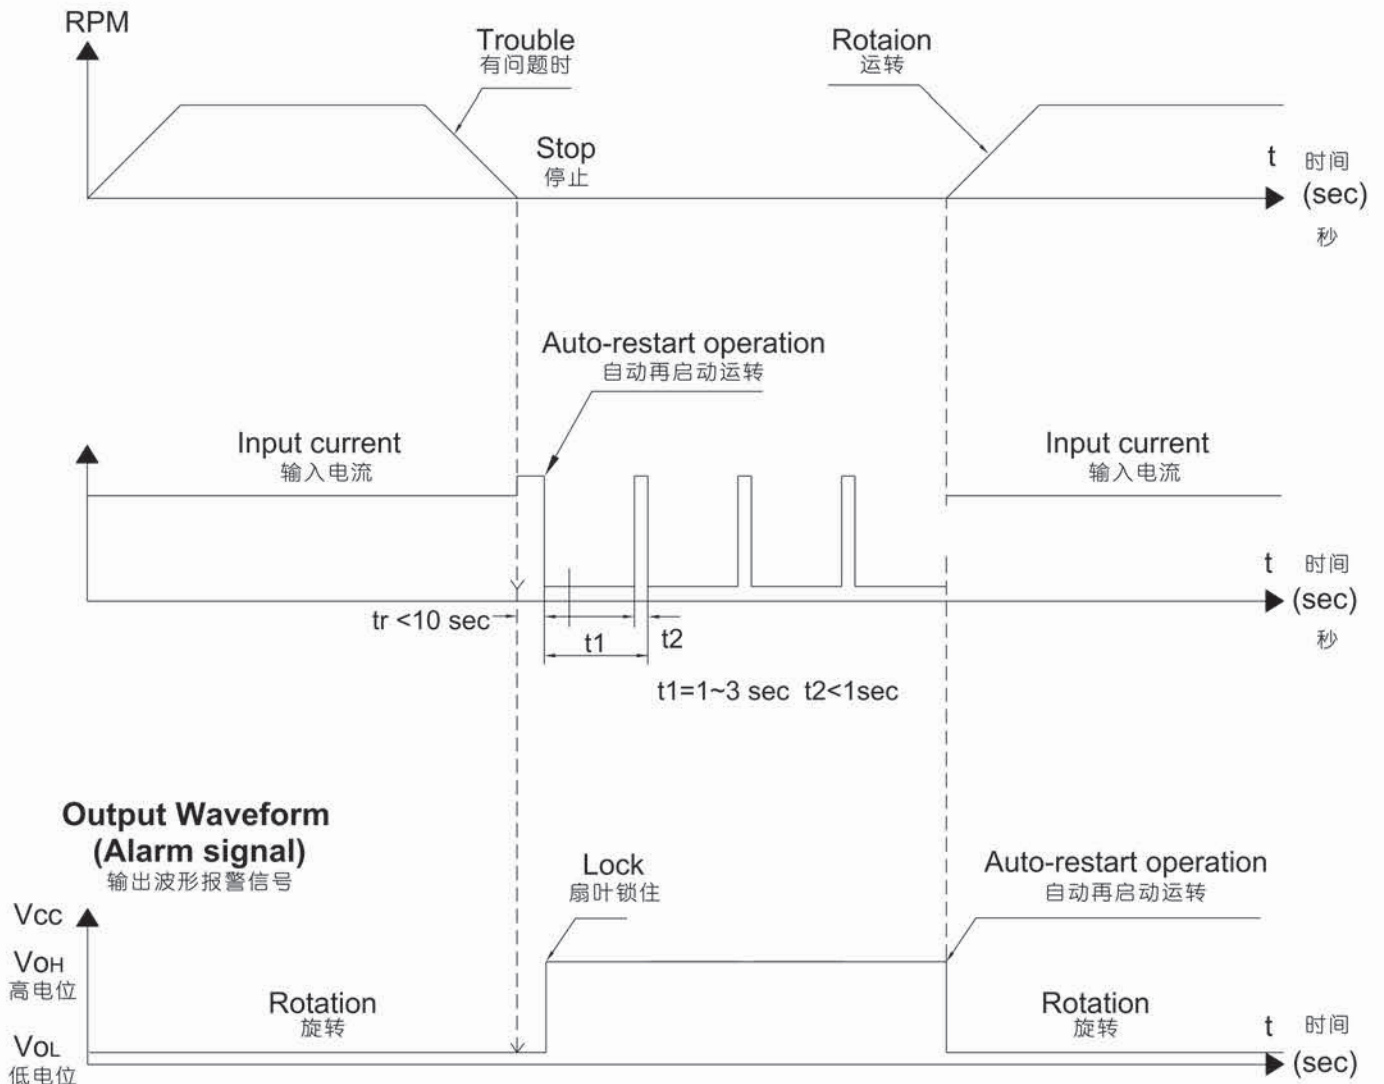 RPM
Trouble
有问题时
Rotaion
运转
Stop
停止
t 时间
(sec)
秒
Auto-restart operation
自动再启动运转
Input current
输入电流
Input current
输入电流
t 时间
(sec)
秒
tr <10 sec
t1
t2
t1=1~3 sec t2<1sec
Output Waveform
(Alarm signal)
输出波形报警信号
Lock
扇叶锁住
Auto-restart operation
自动再启动运转
Vcc
VOH
高电位
Rotation
旋转
Rotation
旋转
t 时间
VOL
低电位
(sec)